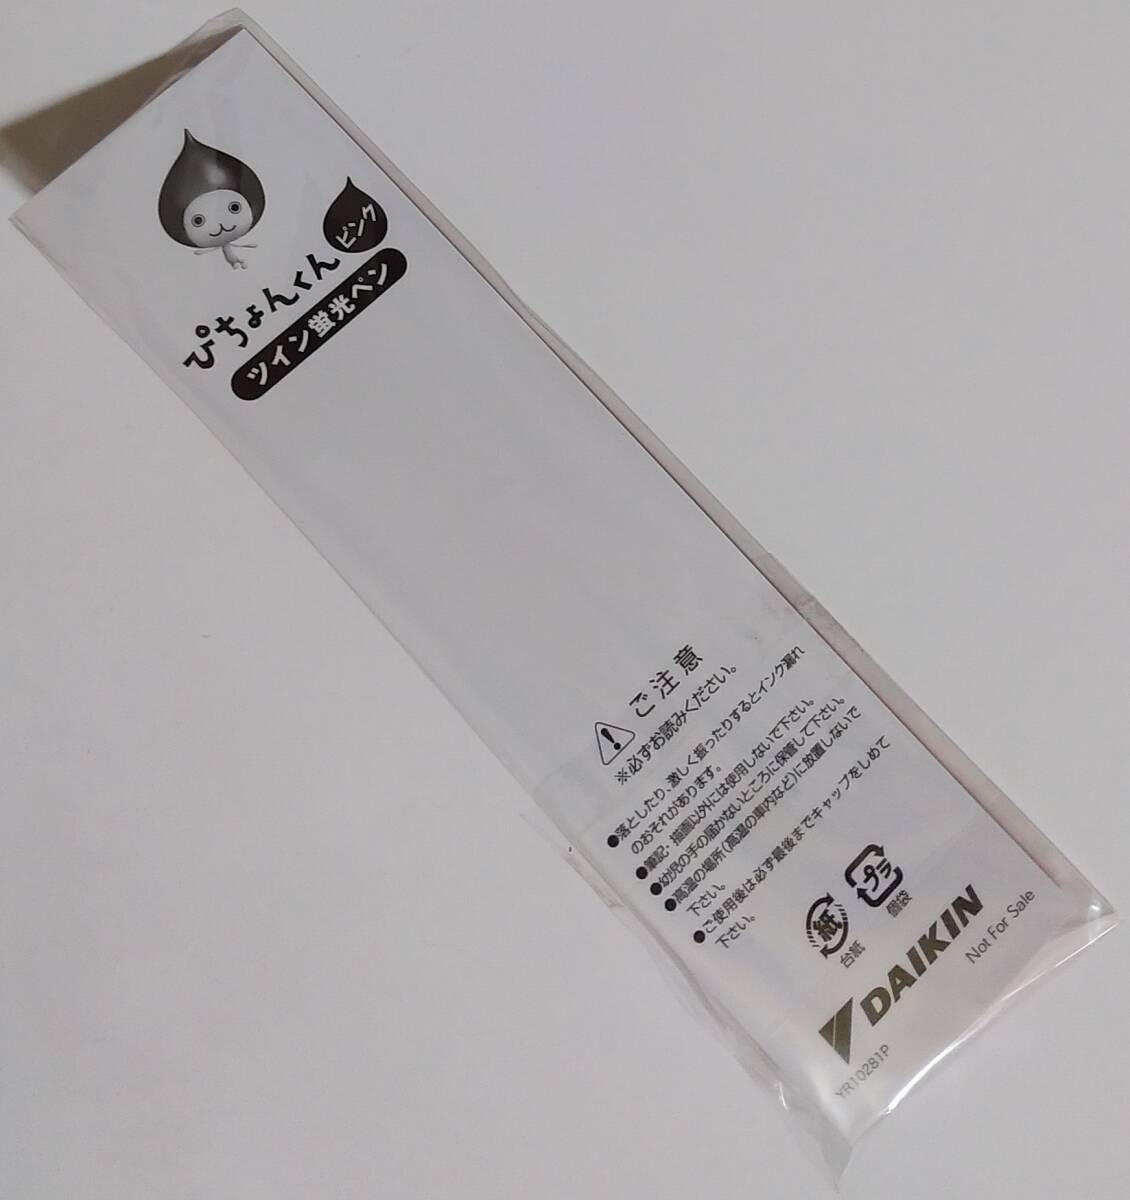 ぴちょんくん
ピンク
ツイン蛍光ペン
ご注意
※必ずお読みください。
●落としたり、激しく振ったりするとインク漏れ
のおそれがあります。
●筆記・描画以外には使用しないで下さい。
●幼児の手の届かないところに保管して下さい。
●高温の場所(高温の車内など)に放置しないで
下さい。
●ご使用後は必ず最後までキャップをしめて
下さい。
紙
台紙
プラ
個袋
DAIKIN
Not For Sale
YR10281P